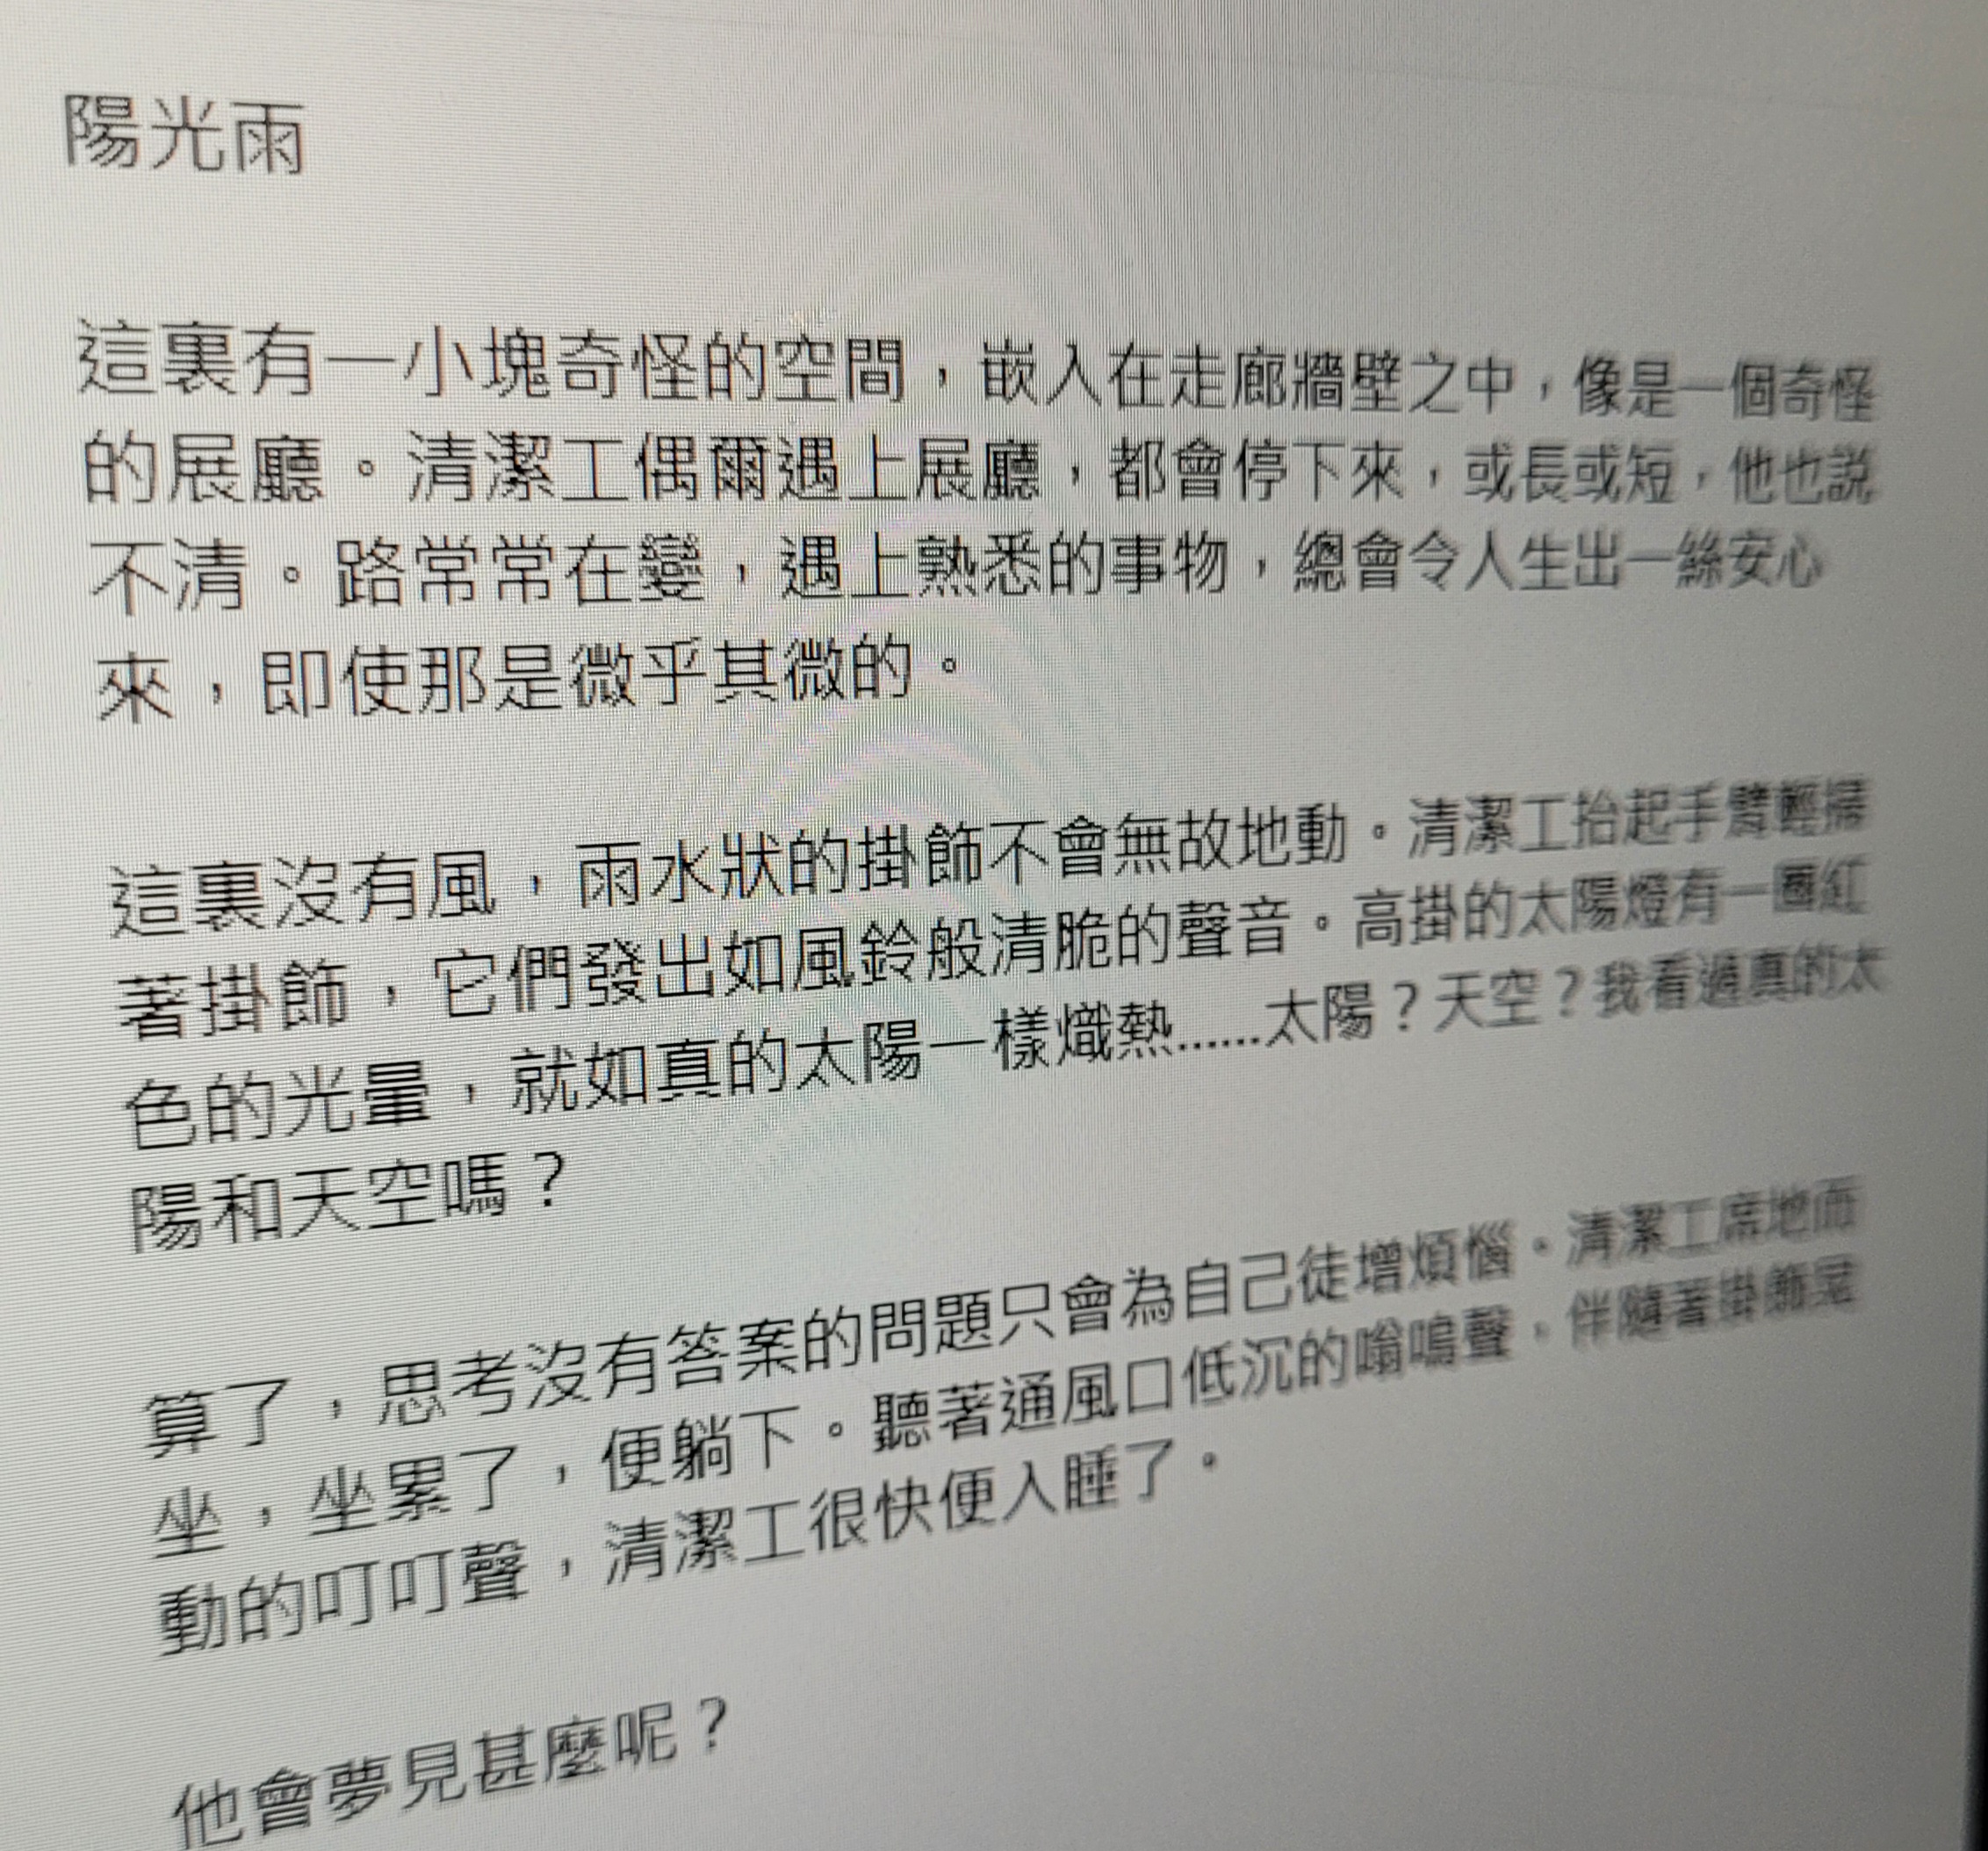 陽光雨
這裏有一小塊奇怪的空間，嵌入在走廊牆壁之中，像是一個奇怪
的展廳。清潔工偶爾遇上展廳，都會停下來，或長或短，他也説
不清。路常常在變，遇上熟悉的事物，總會令人生出一絲安心
來，即使那是微乎其微的。
這裏沒有風，雨水狀的掛飾不會無故地動。清潔工抬起手臂輕掃
著掛飾，它們發出如風鈴般清脆的聲音。高掛的太陽燈有一圈紅
色的光暈，就如真的太陽一樣熾熱......太陽？天空？我看過真的太
陽和天空嗎？
算了，思考沒有答案的問題只會為自己徒增煩惱。清潔工席地而
坐，坐累了，便躺下。聽著通風口低沉的嗡鳴聲，伴隨著掛飾晃
動的叮叮聲，清潔工很快便入睡了。
他會夢見甚麼呢？